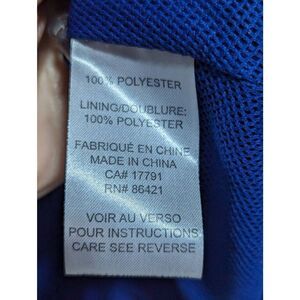 100% POLYESTER
LINING/DOUBLURE:
100% POLYESTER
FABRIQUÉ EN CHINE
MADE IN CHINA
CA# 17791
RN# 86421
VOIR AU VERSO
POUR INSTRUCTIONS
CARE SEE REVERSE